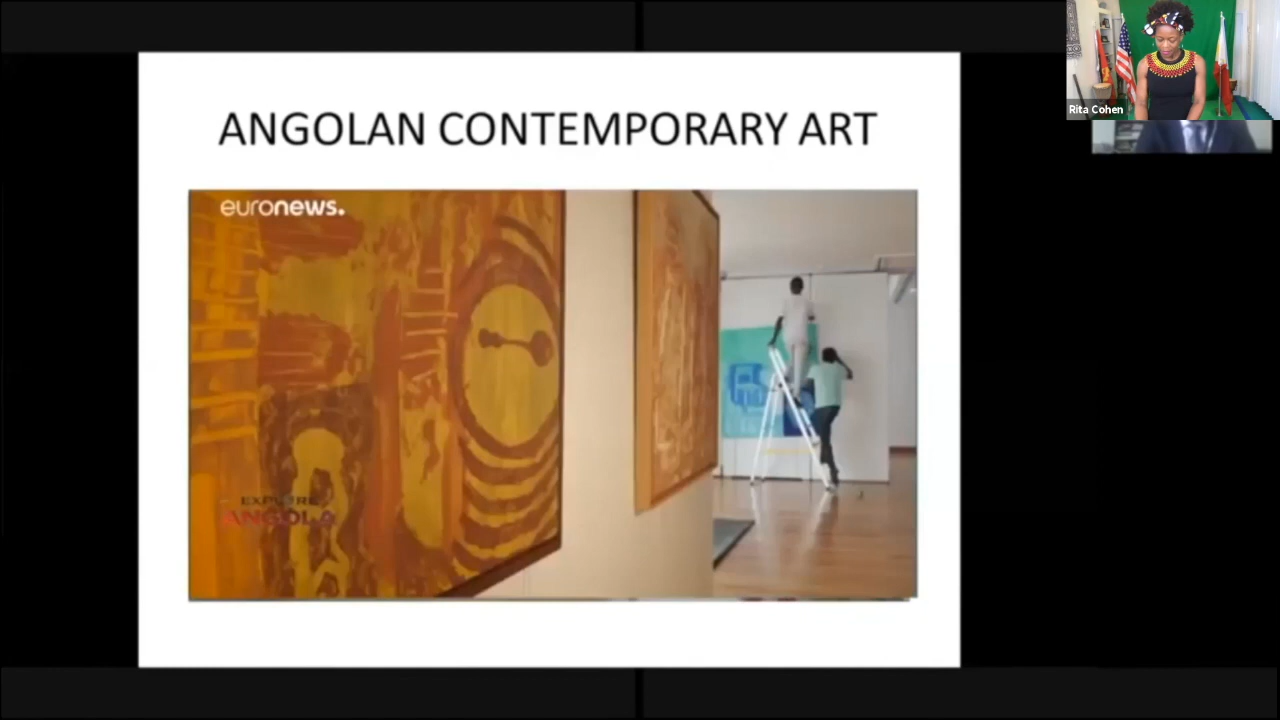 ANGOLAN CONTEMPORARY ART
euronews.
EXPLORE
ANGOLA
Rita Cohen